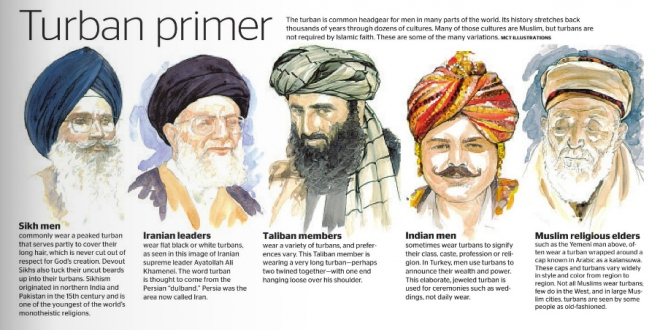 Turban primer
The turban is common headgear for men in many parts of the world. Its history stretches back
thousands of years through dozens of cultures. Many of those cultures are Muslim, but turbans are
not required by Islamic faith. These are some of the many variations. MCT ILLUSTRATIONS
Sikh men
commonly wear a peaked turban
that serves partly to cover their
long hair, which is never cut out of
respect for God's creation. Devout
Sikhs also tuck their uncut beards
up into their turbans. Sikhism
originated in northern India and
Pakistan in the 15th century and is
one of the youngest of the world's
monotheistic religions.
Iranian leaders
wear flat black or white turbans,
as seen in this image of Iranian
supreme leader Ayatollah Ali
Khamenei. The word turban
is thought to come from the
Persian "dulband." Persia was the
area now called Iran.
Taliban members
wear a variety of turbans, and prefer-
ences vary. This Taliban member is
wearing a very long turban—perhaps
two twined together—with one end
hanging loose over his shoulder.
Indian men
sometimes wear turbans to signify
their class, caste, profession or reli-
gion. In Turkey, men use turbans to
announce their wealth and power.
This elaborate, jeweled turban is
used for ceremonies such as wed-
dings, not daily wear.
Muslim religious elders
such as the Yemeni man above, of-
ten wear a turban wrapped around a
cap known in Arabic as a kalansuwa.
These caps and turbans vary widely
in style and color from region to
region. Not all Muslims wear turbans;
few do in the West, and in large Mus-
lim cities, turbans are seen by some
people as old-fashioned.